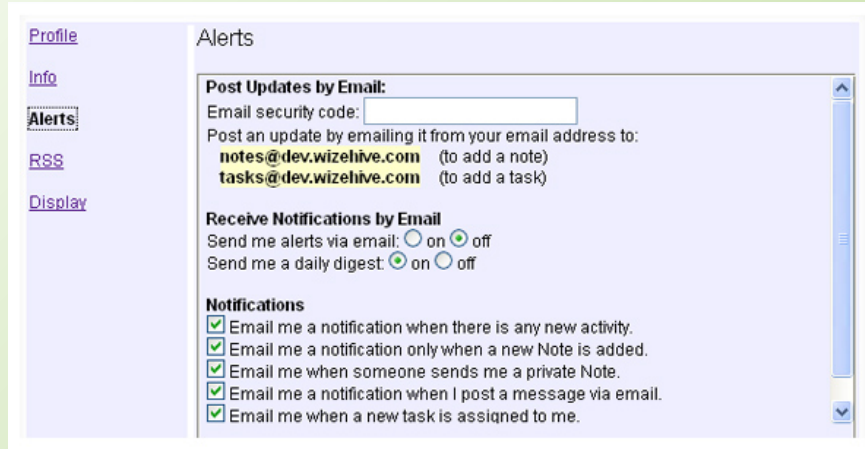 Profile
Info
Alerts
RSS
Display
Alerts
Post Updates by Email:
Email security code:
Post an update by emailing it from your email address to:
notes@dev.wizehive.com (to add a note)
tasks@dev.wizehive.com (to add a task)
Receive Notifications by Email
Send me alerts via email: on off
Send me a daily digest: on off
Notifications
Email me a notification when there is any new activity.
Email me a notification only when a new Note is added.
Email me when someone sends me a private Note.
Email me a notification when I post a message via email.
Email me when a new task is assigned to me.